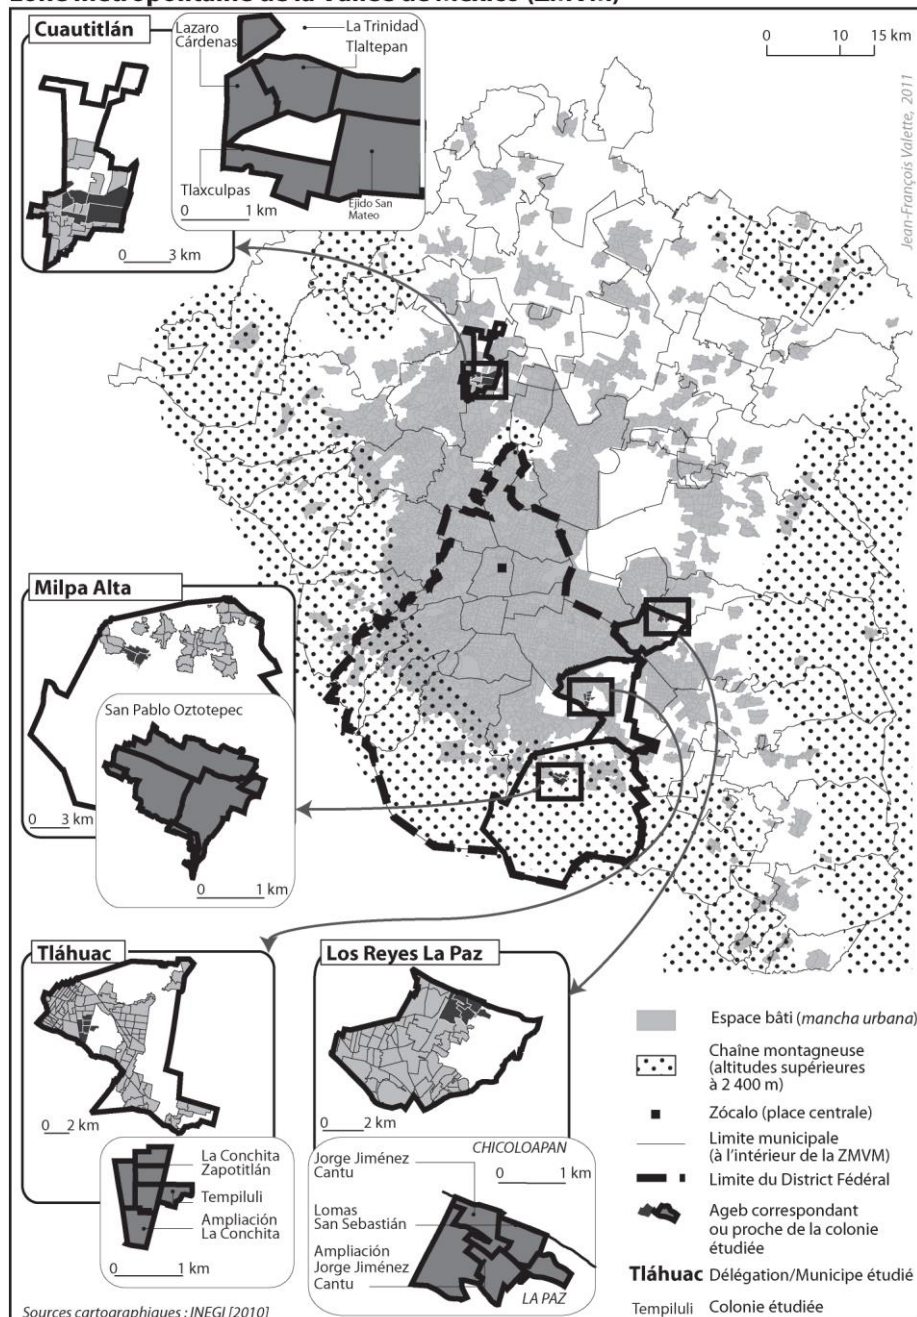 Zone métropolitaine de la Vallée de Mexico (ZMVM)
Cuautitlán
Lazaro
Cárdenas
La Trinidad
Tlaltepan
Tlaxculpas
Ejido San
Mateo
0 1 km
0 3 km
0 10 15 km
Jean-François Valette, 2011
Milpa Alta
San Pablo Oztotepec
0 3 km
0 1 km
Tláhuac
0 2 km
La Conchita
Zapotitlán
Tempiluli
Ampliación
La Conchita
0 1 km
Los Reyes La Paz
0 2 km
CHICOLOAPAN
Jorge Jiménez
Cantu
0 1 km
Lomas
San Sebastián
Ampliación
Jorge Jiménez
Cantu
LA PAZ
Espace bâti (mancha urbana)
Chaîne montagneuse
(altitudes supérieures
à 2 400 m)
Zócalo (place centrale)
Limite municipale
(à l'intérieur de la ZMVM)
Limite du District Fédéral
Ageb correspondant
ou proche de la colonie
étudiée
Tláhuac Délégation/Municipe étudié
Tempiluli Colonie étudiée
Sources cartographiques : INEGI [2010]